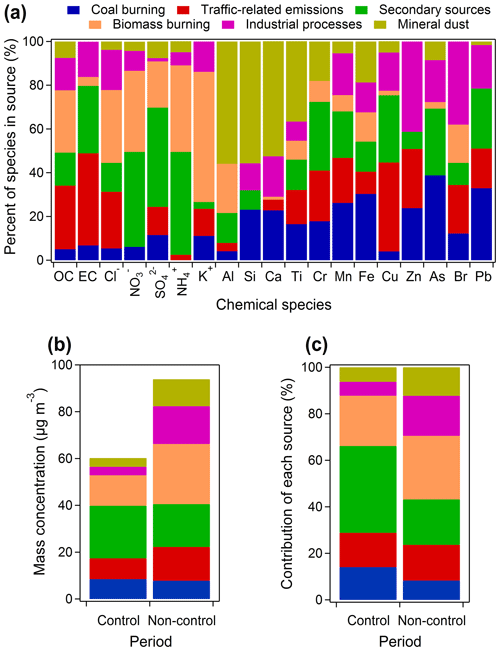 Coal burning Traffic-related emissions Secondary sources
Biomass burning Industrial processes Mineral dust
(a)
Percent of species in source (%)
100
80
60
40
20
0
OC EC Cl⁻ NO₃⁻ SO₄²⁻ NH₄⁺ K⁺ Al Si Ca Ti Cr Mn Fe Cu Zn As Br Pb
Chemical species
(b)
Mass concentration (µg m⁻³)
100
80
60
40
20
0
Control Non-control
Period
(c)
Contribution of each source (%)
100
80
60
40
20
0
Control Non-control
Period